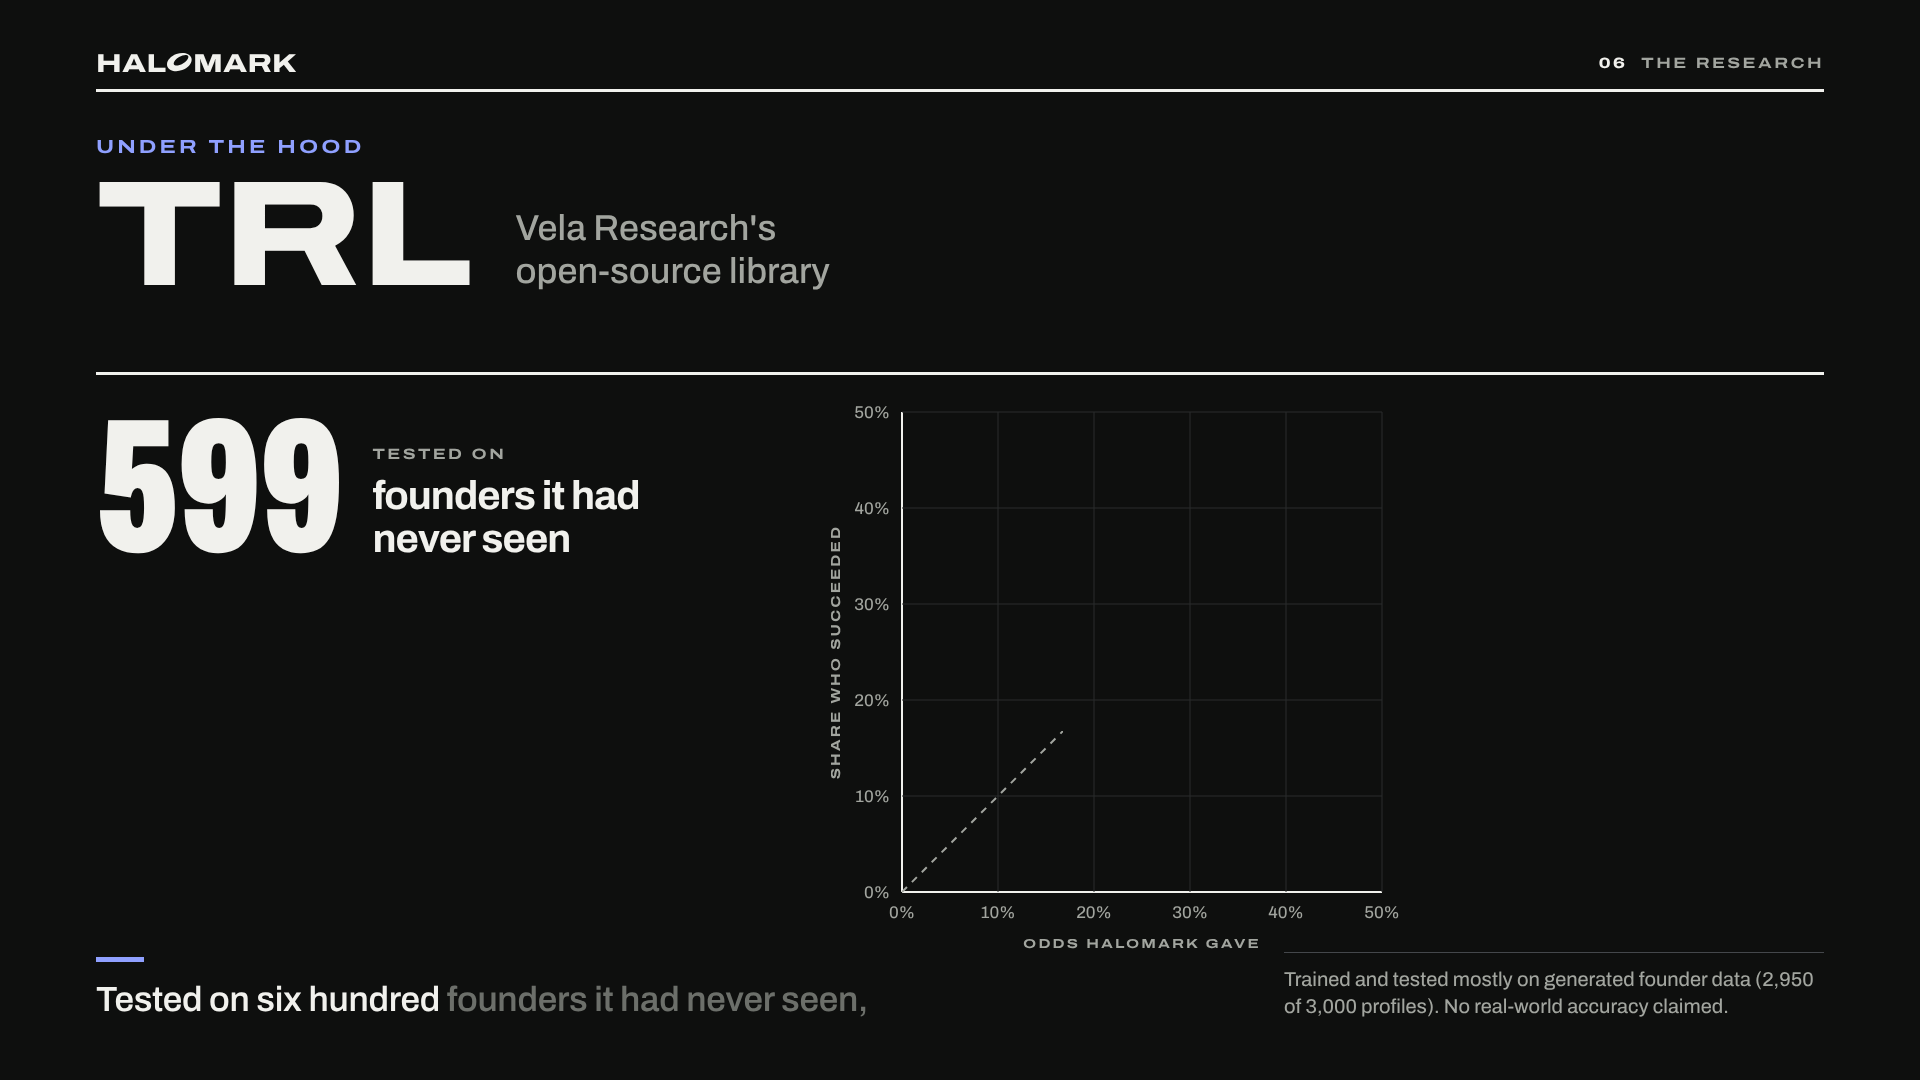 HALOMARK
06 THE RESEARCH
UNDER THE HOOD
TRL
Vela Research's
open-source library
599
TESTED ON
founders it had
never seen
SHARE WHO SUCCEEDED
50%
40%
30%
20%
10%
0%
0% 10% 20% 30% 40% 50%
ODDS HALOMARK GAVE
Tested on six hundred founders it had never seen,
Trained and tested mostly on generated founder data (2,950
of 3,000 profiles). No real-world accuracy claimed.